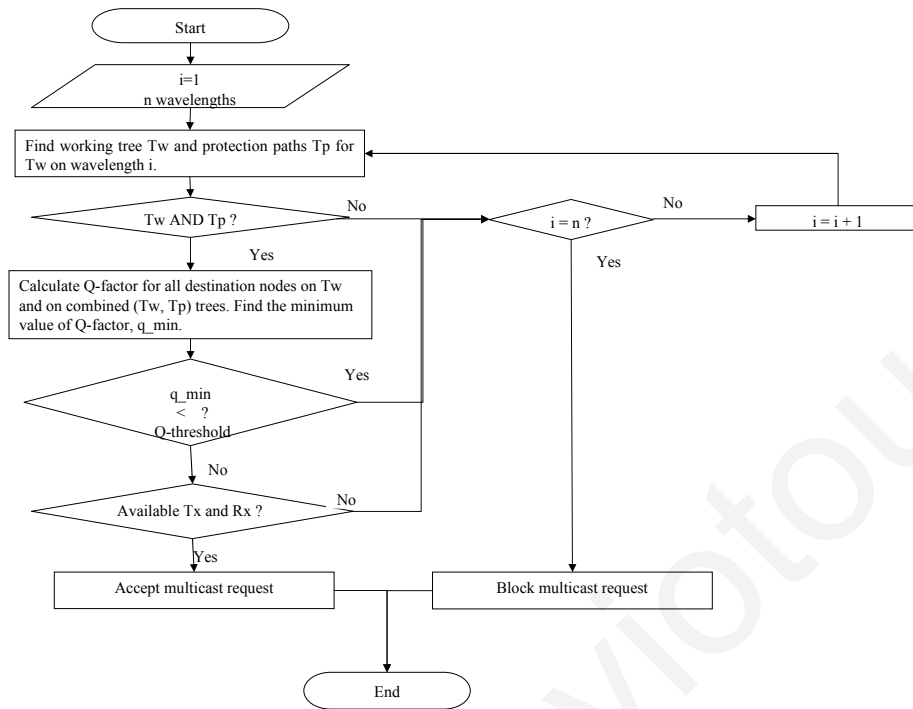 Start
i=1
n wavelengths
Find working tree Tw and protection paths Tp for
Tw on wavelength i.
Tw AND Tp ?
No
i = n ?
No
i = i + 1
Yes
Yes
Calculate Q-factor for all destination nodes on Tw
and on combined (Tw, Tp) trees. Find the minimum
value of Q-factor, q_min.
Yes
q_min
< ?
Q-threshold
No
Available Tx and Rx ?
No
Yes
Accept multicast request
Block multicast request
End
viotou